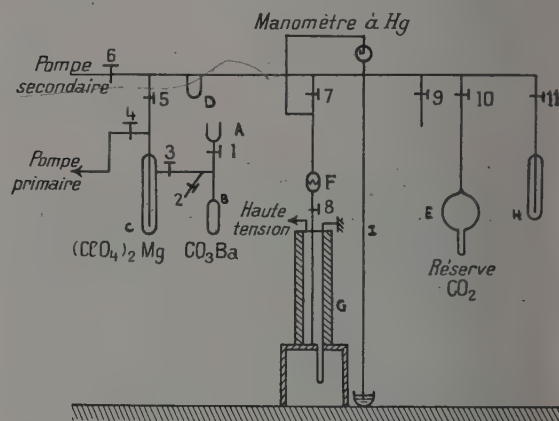 Manomètre à Hg
6
Pompe
secondaire
5
D
7
9
10
11
4
A
3
1
Pompe
primaire
2
B
F
C
Haute
tension
8
I
E
H
(ClO4)2 Mg
CO3Ba
G
Réserve
CO2